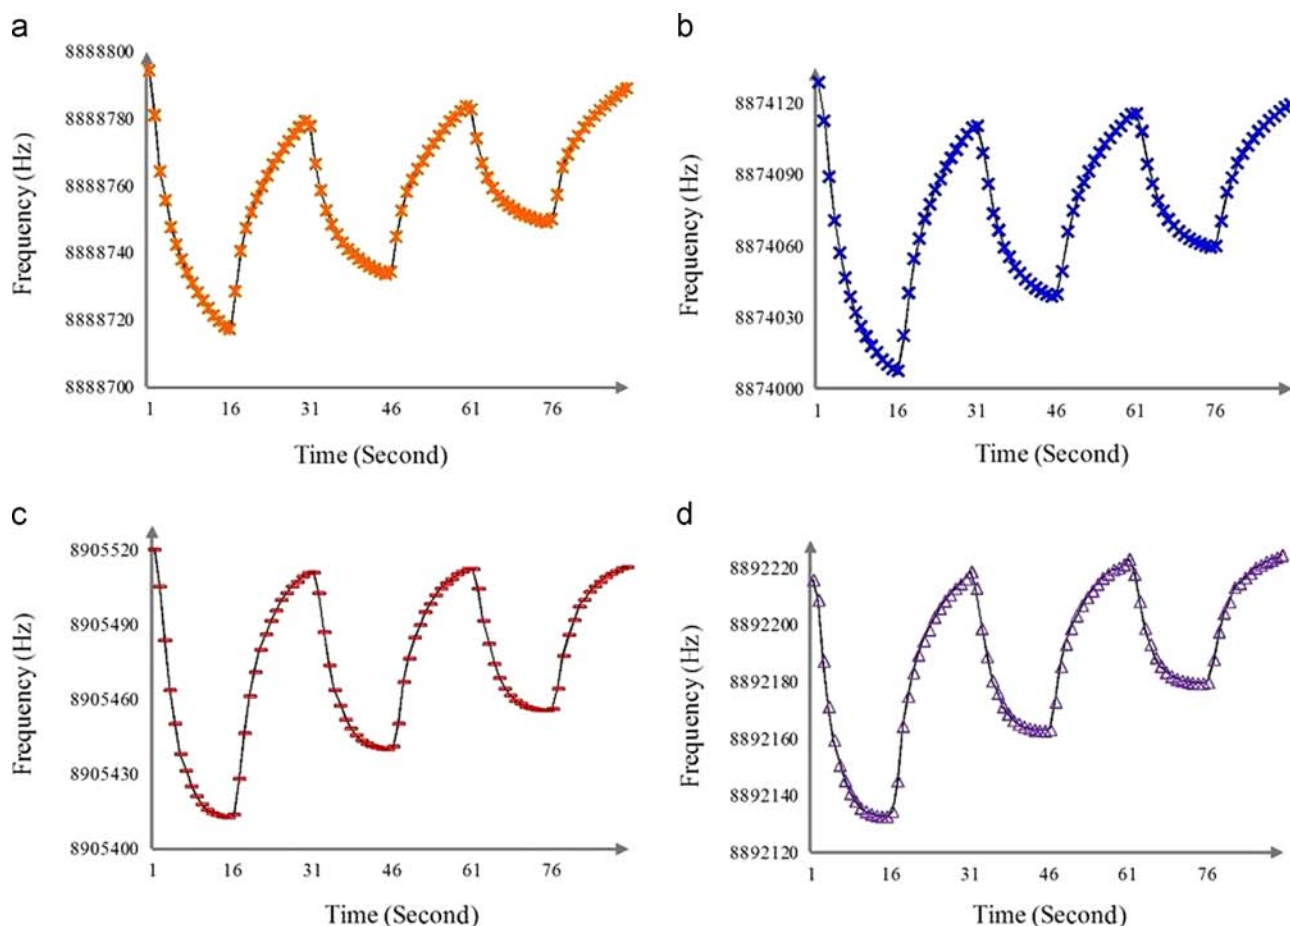 a
8888800
8888780
8888760
8888740
8888720
8888700
Frequency (Hz)
1 16 31 46 61 76
Time (Second)
b
8874120
8874090
8874060
8874030
8874000
Frequency (Hz)
1 16 31 46 61 76
Time (Second)
c
8905520
8905490
8905460
8905430
8905400
Frequency (Hz)
1 16 31 46 61 76
Time (Second)
d
8892220
8892200
8892180
8892160
8892140
8892120
Frequency (Hz)
1 16 31 46 61 76
Time (Second)